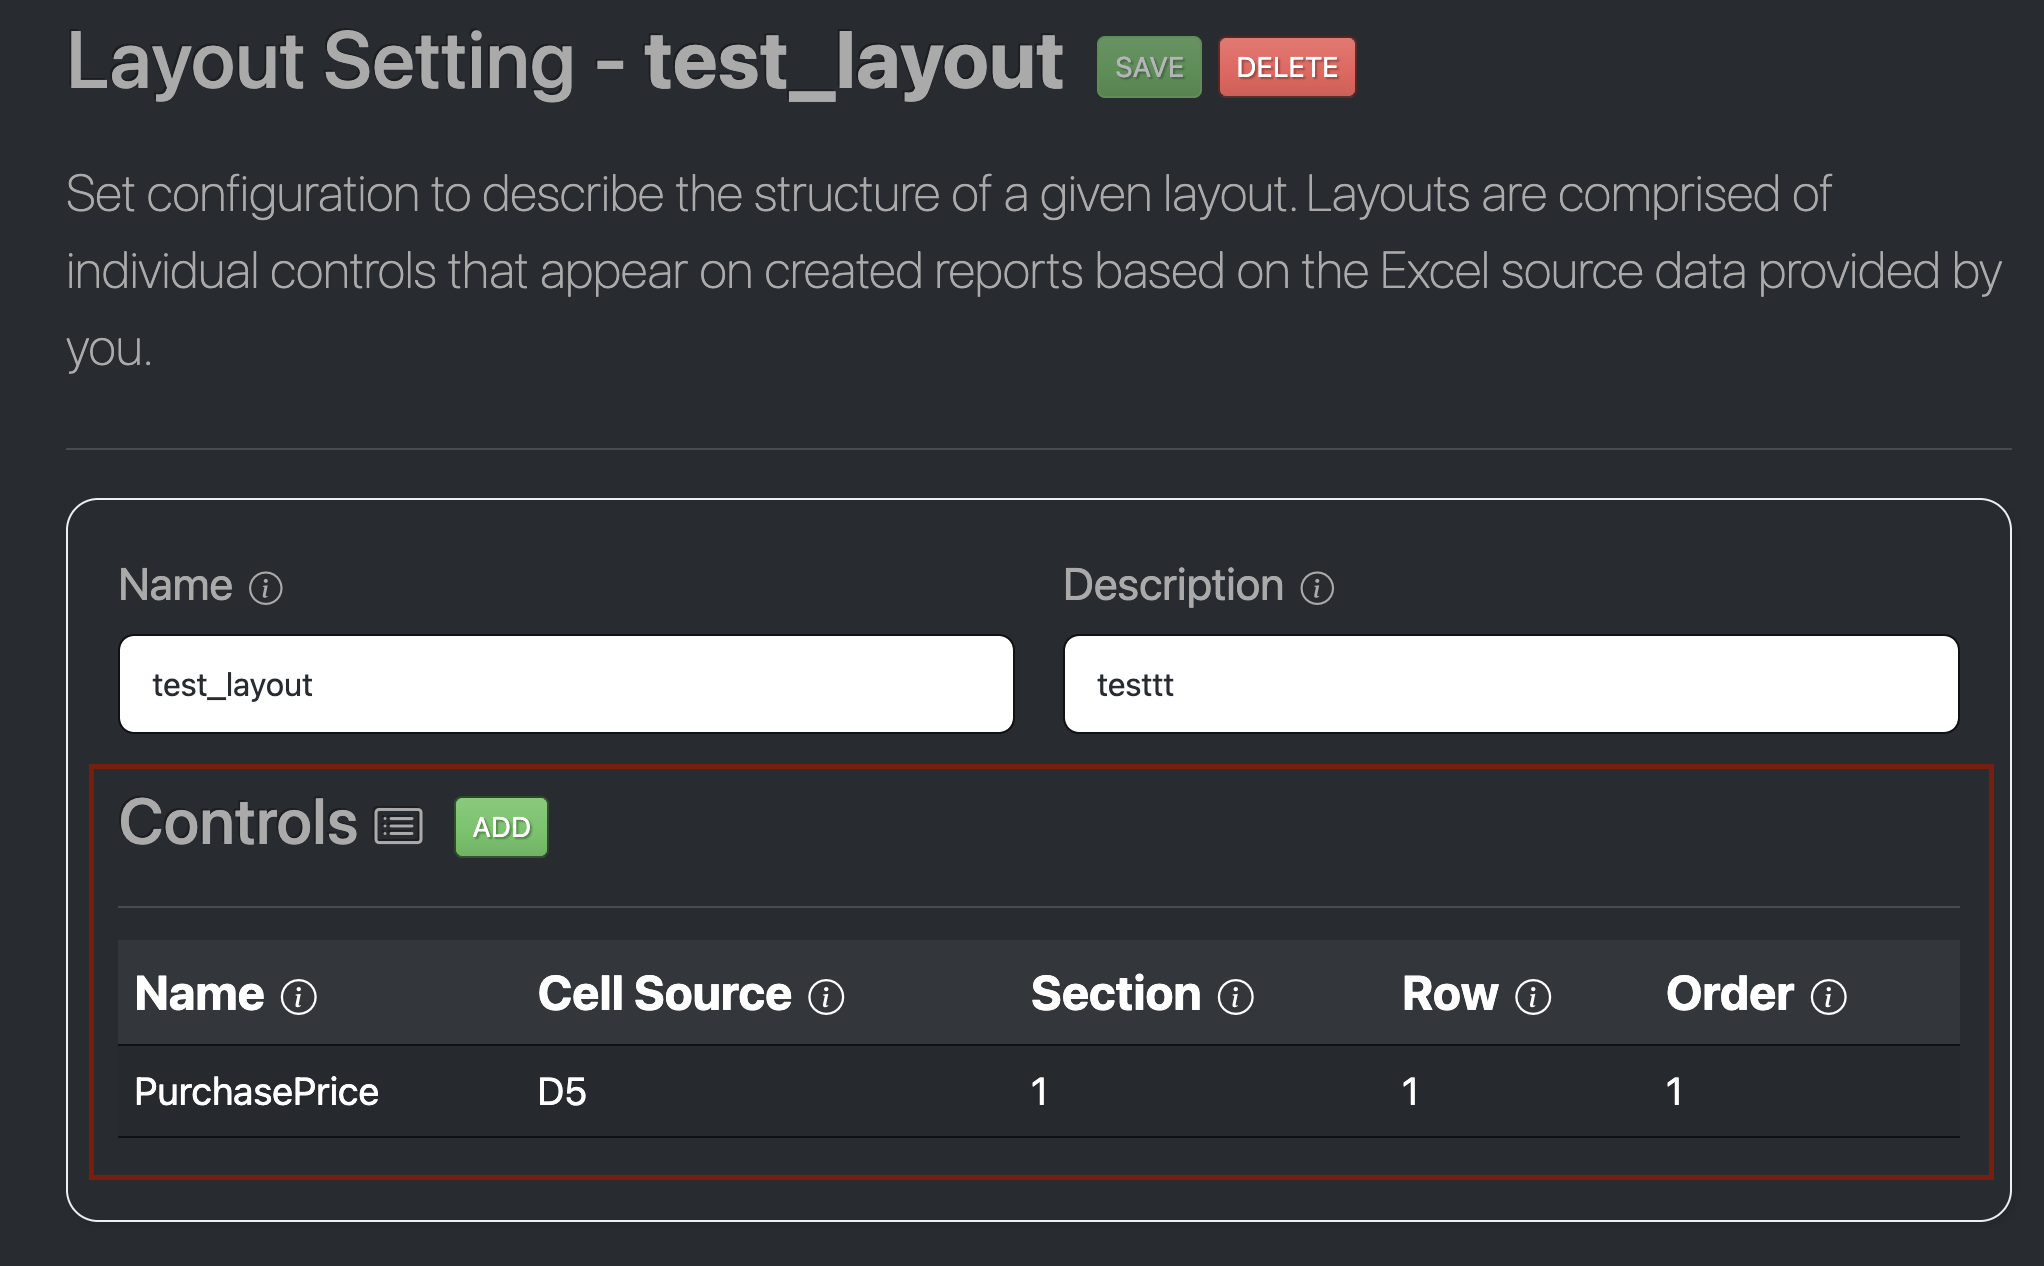 Layout Setting - test_layout SAVE DELETE
Set configuration to describe the structure of a given layout. Layouts are comprised of
individual controls that appear on created reports based on the Excel source data provided by
you.
Name Description
test_layout testtt
Controls ADD
Name Cell Source Section Row Order
PurchasePrice D5 1 1 1